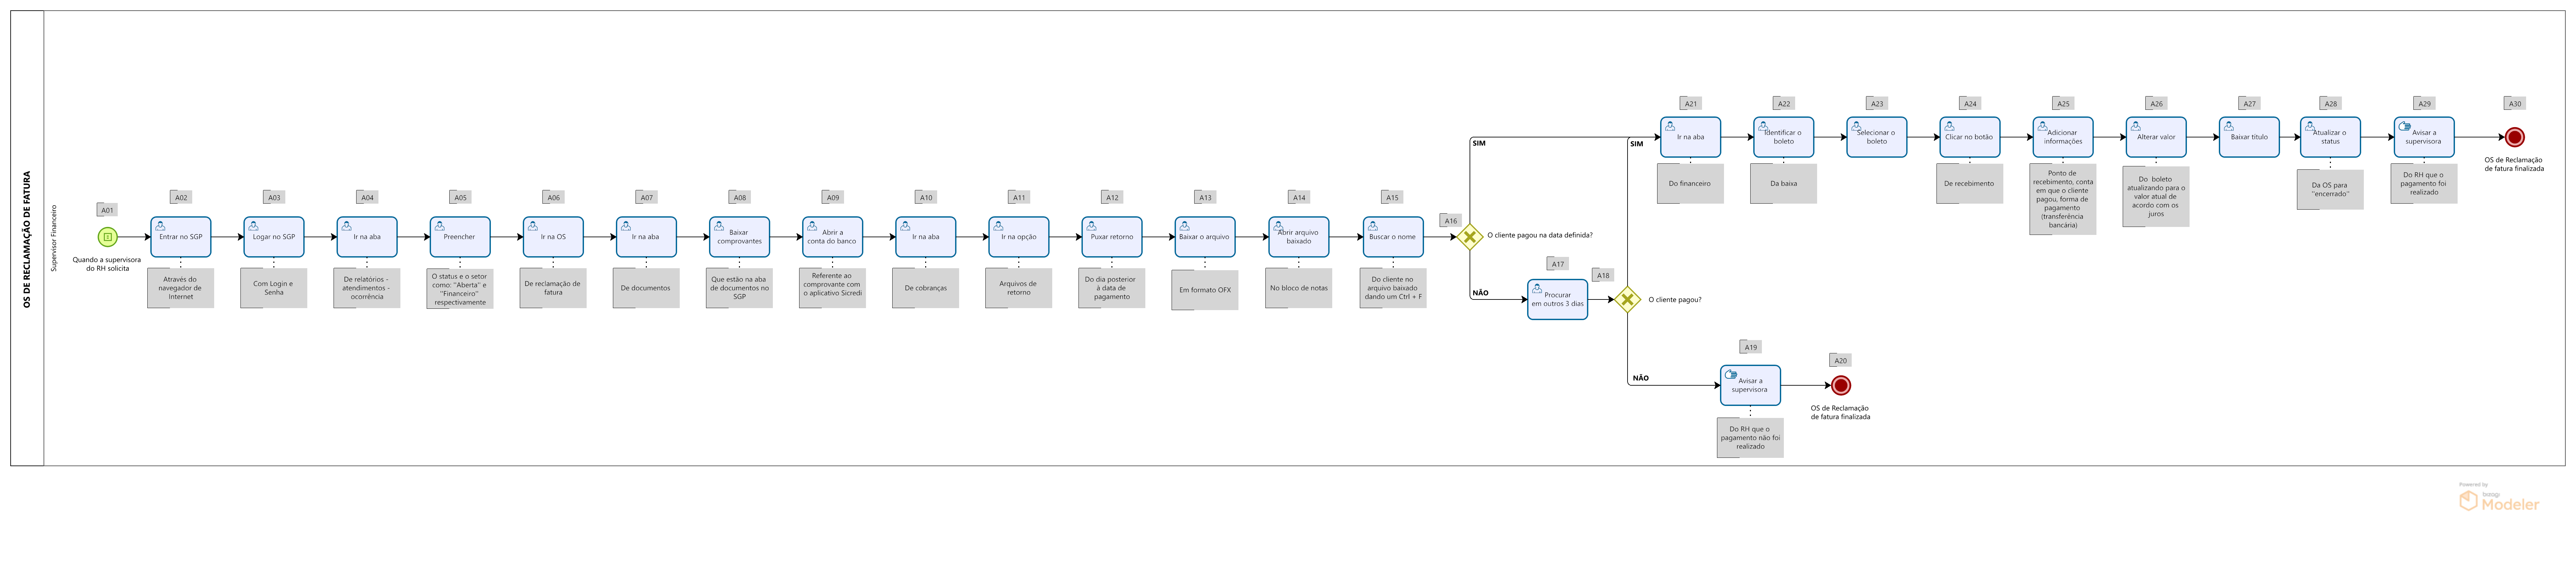 OS DE RECLAMAÇÃO DE FATURA
Supervisor Financeiro
A01
Quando a supervisora
do RH solicita
A02
Entrar no SGP
Através do
navegador de
Internet
A03
Logar no SGP
Com Login e
Senha
A04
Ir na aba
De relatórios -
atendimentos -
ocorrência
A05
Preencher
O status e o setor
como: "Aberta" e
"Financeiro"
respectivamente
A06
Ir na OS
De reclamação de
fatura
A07
Ir na aba
De documentos
A08
Baixar
comprovantes
Que estão na aba
de documentos no
SGP
A09
Abrir a
conta do banco
Referente ao
comprovante com
o aplicativo Sicredi
A10
Ir na aba
De cobranças
A11
Ir na opção
Arquivos de
retorno
A12
Puxar retorno
Do dia posterior
à data de
pagamento
A13
Baixar o arquivo
Em formato OFX
A14
Abrir arquivo
baixado
No bloco de notas
A15
Buscar o nome
Do cliente no
arquivo baixado
dando um Ctrl + F
A16
O cliente pagou na data definida?
SIM
NÃO
A17
Procurar
em outros 3 dias
A18
O cliente pagou?
SIM
NÃO
A19
Avisar a
supervisora
Do RH que o
pagamento não foi
realizado
A20
OS de Reclamação
de fatura finalizada
A21
Ir na aba
Do financeiro
A22
Identificar o
boleto
Da baixa
A23
Selecionar o
boleto
A24
Clicar no botão
De recebimento
A25
Adicionar
informações
Ponto de
recebimento, conta
em que o cliente
pagou, forma de
pagamento
(transferência
bancária)
A26
Alterar valor
Do boleto
atualizando para o
valor atual de
acordo com os
juros
A27
Baixar título
A28
Atualizar o
status
Da OS para
"encerrado"
A29
Avisar a
supervisora
Do RH que o
pagamento foi
realizado
A30
OS de Reclamação
de fatura finalizada
Powered by
bizagi
Modeler